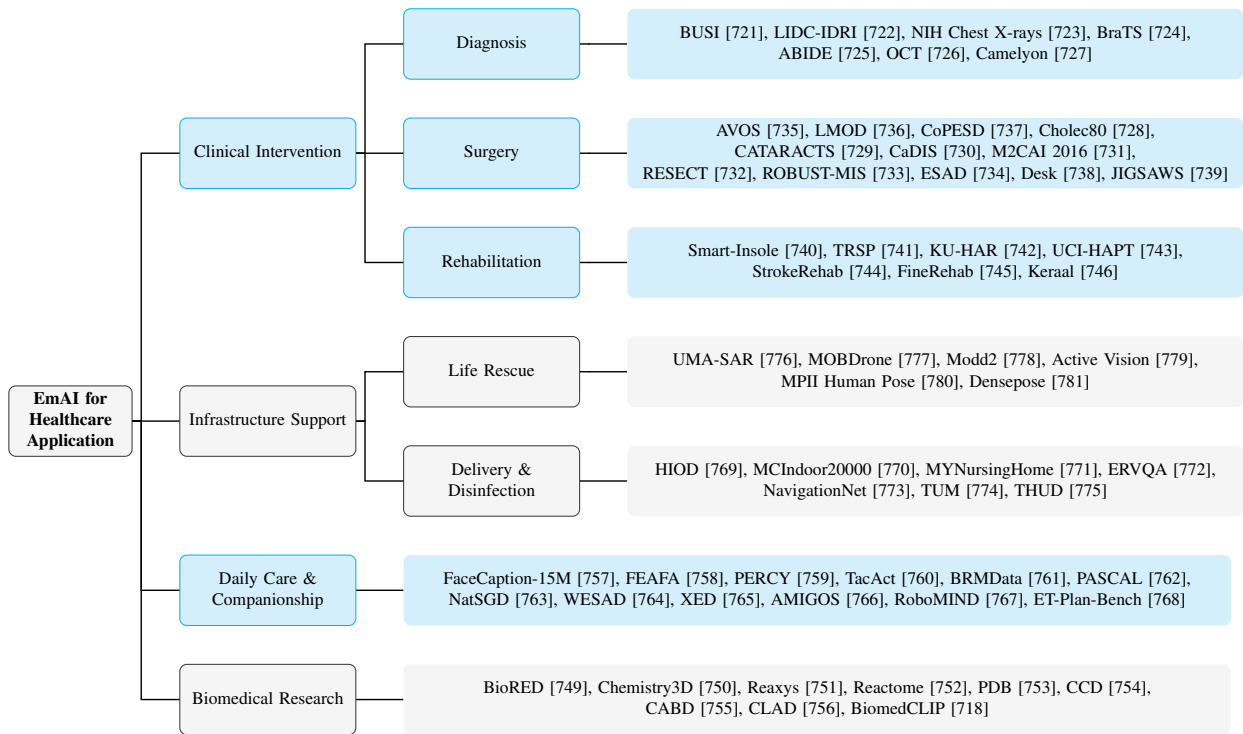 Diagnosis
BUSI [721], LIDC-IDRI [722], NIH Chest X-rays [723], BraTS [724],
ABIDE [725], OCT [726], Camelyon [727]
Clinical Intervention
Surgery
AVOS [735], LMOD [736], CoPESD [737], Cholec80 [728],
CATARACTS [729], CaDIS [730], M2CAI 2016 [731],
RESECT [732], ROBUST-MIS [733], ESAD [734], Desk [738], JIGSAWS [739]
Rehabilitation
Smart-Insole [740], TRSP [741], KU-HAR [742], UCI-HAPT [743],
StrokeRehab [744], FineRehab [745], Keraal [746]
EmAI for
Healthcare
Application
Infrastructure Support
Life Rescue
UMA-SAR [776], MOBDrone [777], Modd2 [778], Active Vision [779],
MPII Human Pose [780], Densepose [781]
Delivery &
Disinfection
HIOD [769], MCIndoor20000 [770], MYNursingHome [771], ERVQA [772],
NavigationNet [773], TUM [774], THUD [775]
Daily Care &
Companionship
FaceCaption-15M [757], FEAFA [758], PERCY [759], TacAct [760], BRMData [761], PASCAL [762],
NatSGD [763], WESAD [764], XED [765], AMIGOS [766], RoboMIND [767], ET-Plan-Bench [768]
Biomedical Research
BioRED [749], Chemistry3D [750], Reaxys [751], Reactome [752], PDB [753], CCD [754],
CABD [755], CLAD [756], BiomedCLIP [718]